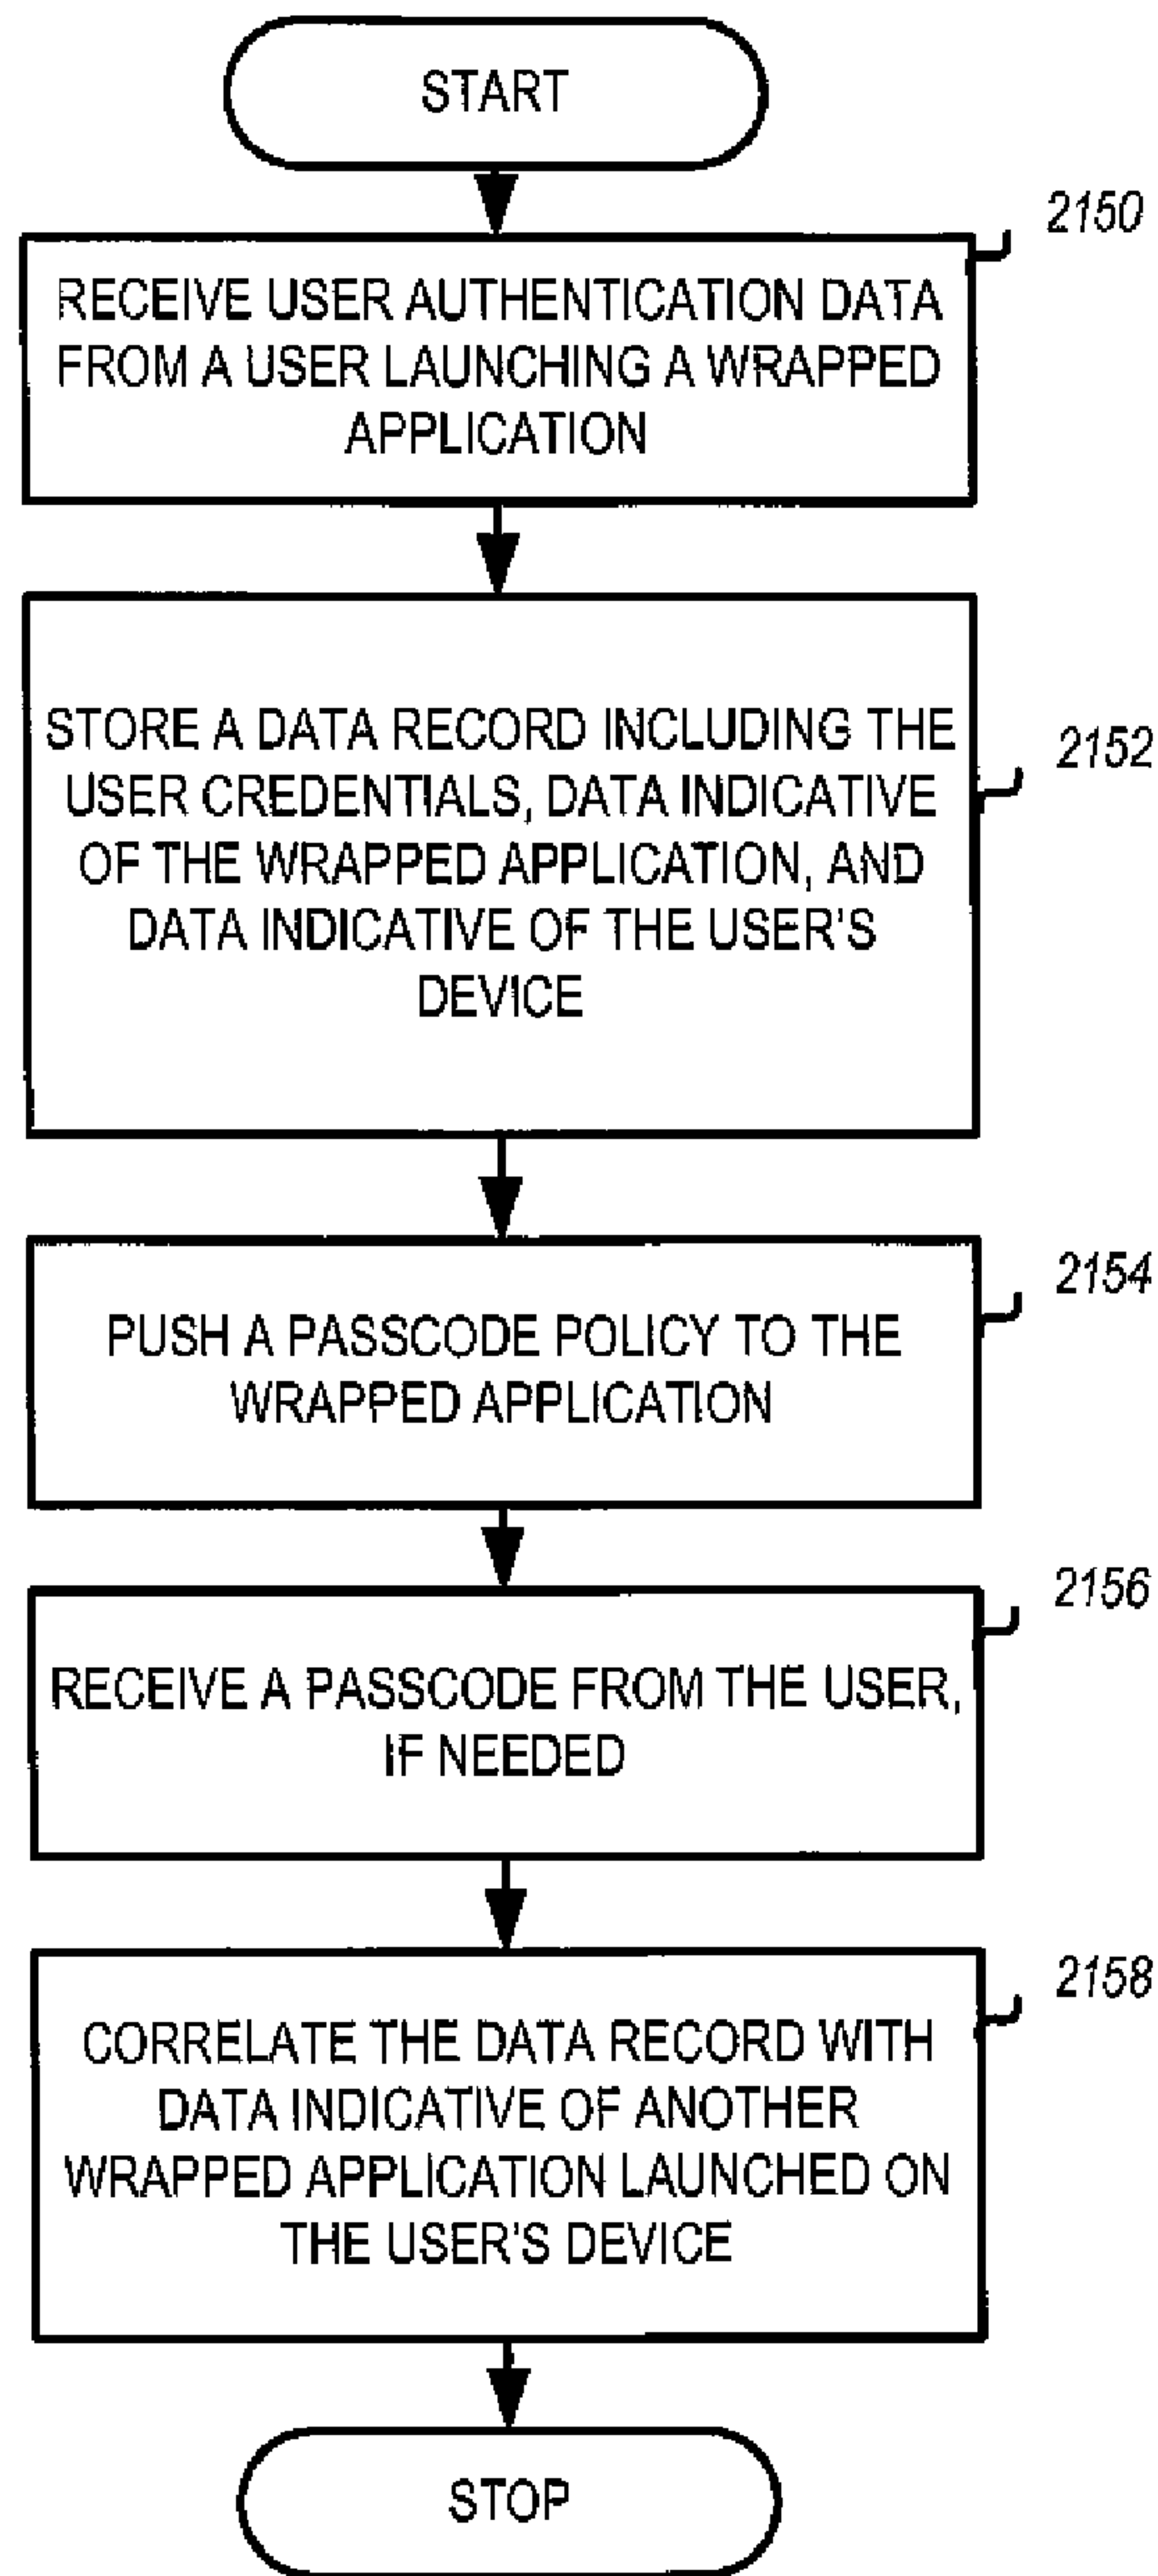 START
2150
RECEIVE USER AUTHENTICATION DATA
FROM A USER LAUNCHING A WRAPPED
APPLICATION
STORE A DATA RECORD INCLUDING THE
2152
USER CREDENTIALS, DATA INDICATIVE
OF THE WRAPPED APPLICATION, AND
DATA INDICATIVE OF THE USER'S
DEVICE
2154
PUSH A PASSCODE POLICY TO THE
WRAPPED APPLICATION
2156
RECEIVE A PASSCODE FROM THE USER,
IF NEEDED
2158
CORRELATE THE DATA RECORD WITH
DATA INDICATIVE OF ANOTHER
WRAPPED APPLICATION LAUNCHED ON
THE USER'S DEVICE
STOP